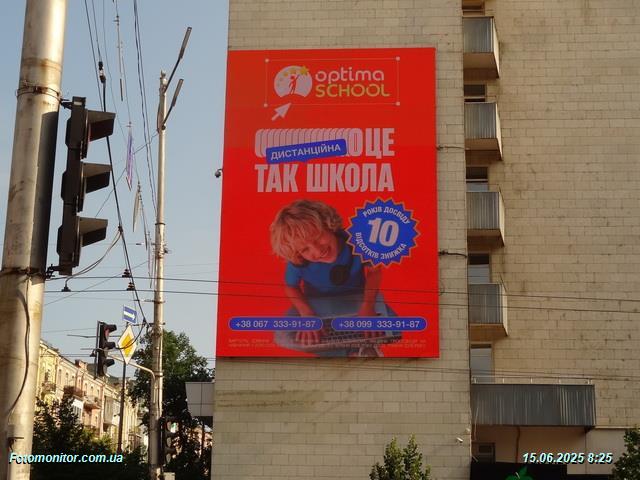 optima
SCHOOL
ОЦЕ
ДИСТАНЦІЙНА
ТАК ШКОЛА
РОКІВ ДОСВІДУ
10
ВІДСОТКІВ ЗНИЖКА
+38 067 333-91-87
+38 099 333-91-87
Fotomonitor.com.ua
15.06.2025 8:25